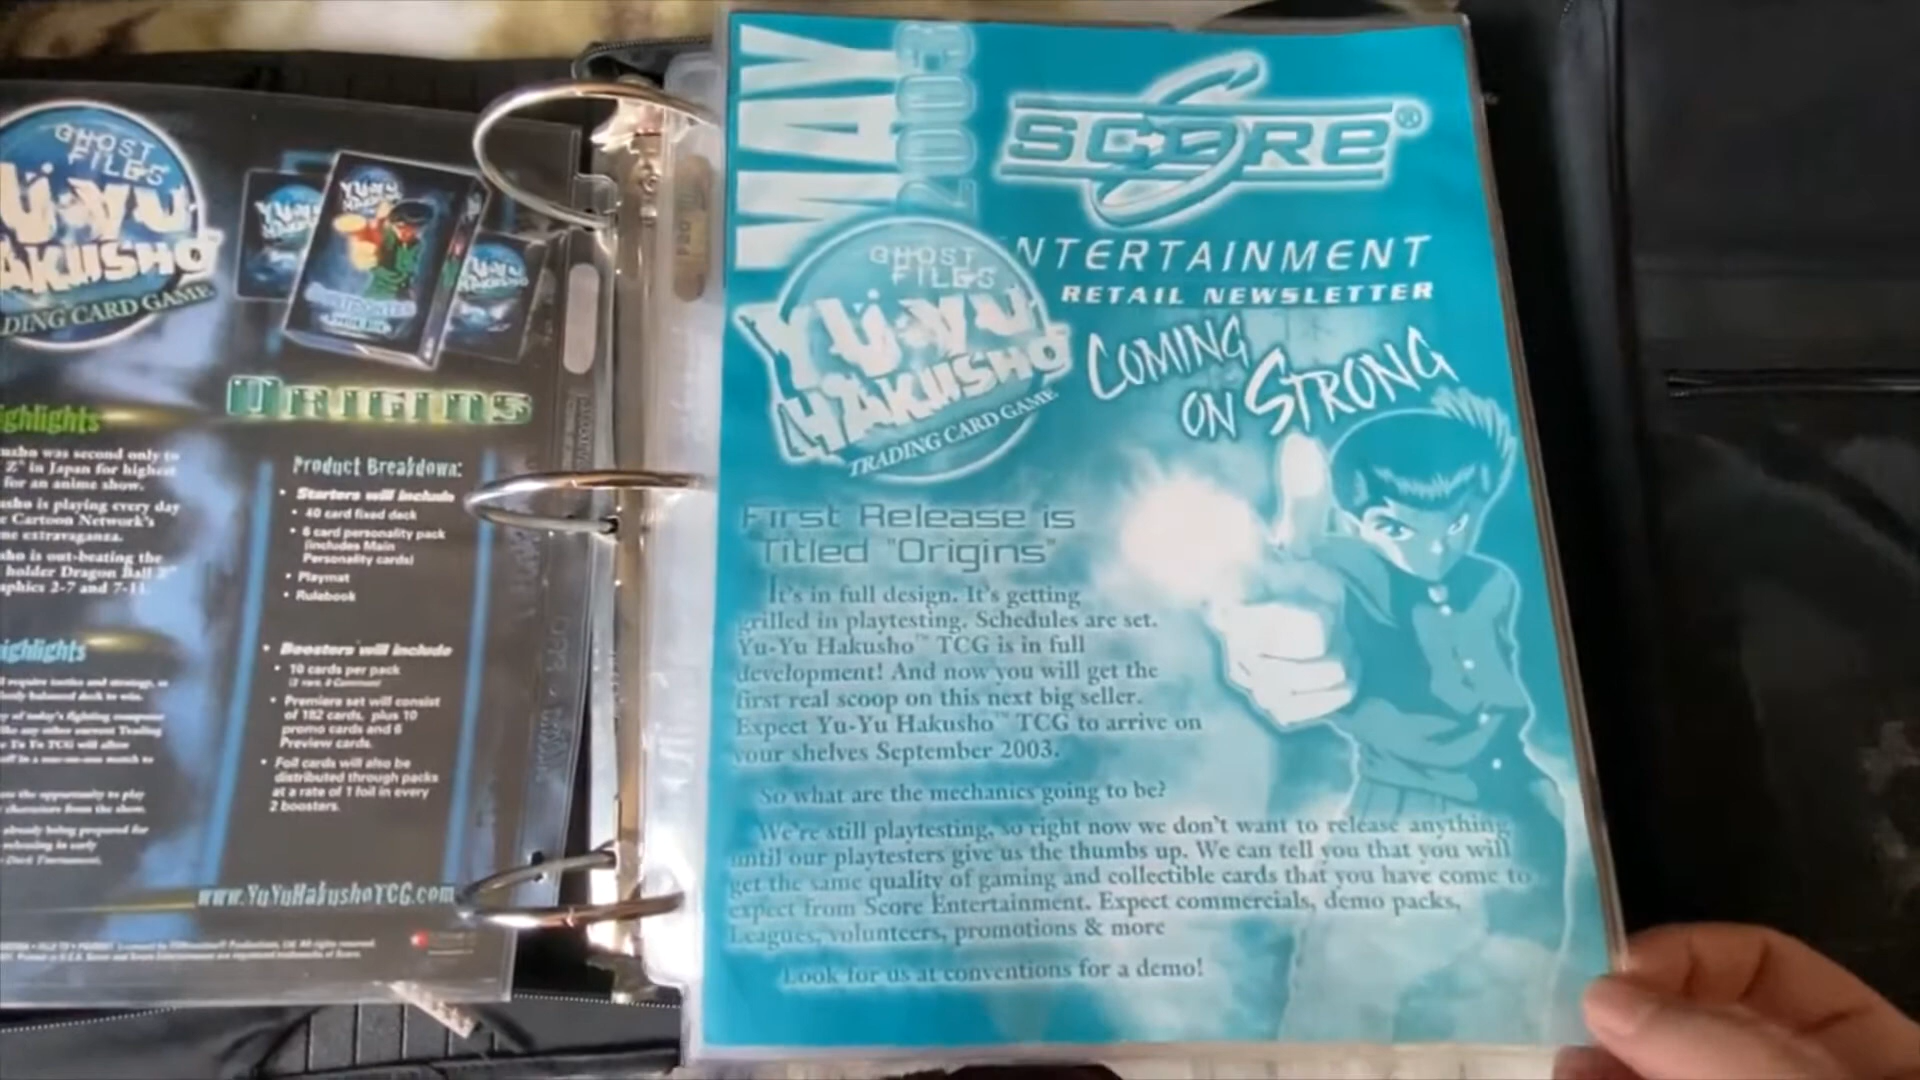 GHOST
FILES
YU-YU
HAKUSHO
TRADING CARD GAME
YU-YU
HAKUSHO
Origins
ighlights
was second only to
Z" in Japan for highest
for an anime show.
is playing every day
Cartoon Network's
extravaganza.
is out-beating the
holder Dragon Ball Z
aphics 2-7 and 7-11.
ighlights
Product Breakdown:
• Starters will include
• 40 card fixed deck
• 6 card personality pack
(includes Main
Personality cards)
• Playmat
• Rulebook
• Boosters will include
• 10 cards per pack
• Premiere set will consist
of 182 cards, plus 10
promo cards and 6
Preview cards.
• Foil cards will also be
distributed through packs
at a rate of 1 foil in every
2 boosters.
www.YuYuHakushoTCG.com
MAY
2003
SCORE®
NTERTAINMENT
RETAIL NEWSLETTER
GHOST
FILES
YU-YU
HAKUSHO
TRADING CARD GAME
COMING
ON STRONG
First Release is
Titled "Origins"
It's in full design. It's getting
grilled in playtesting. Schedules are set.
Yu-Yu Hakusho™ TCG is in full
development! And now you will get the
first real scoop on this next big seller.
Expect Yu-Yu Hakusho™ TCG to arrive on
your shelves September 2003.
So what are the mechanics going to be?
We're still playtesting, so right now we don't want to release anything
until our playtesters give us the thumbs up. We can tell you that you will
get the same quality of gaming and collectible cards that you have come to
expect from Score Entertainment. Expect commercials, demo packs,
Leagues, volunteers, promotions & more
Look for us at conventions for a demo!